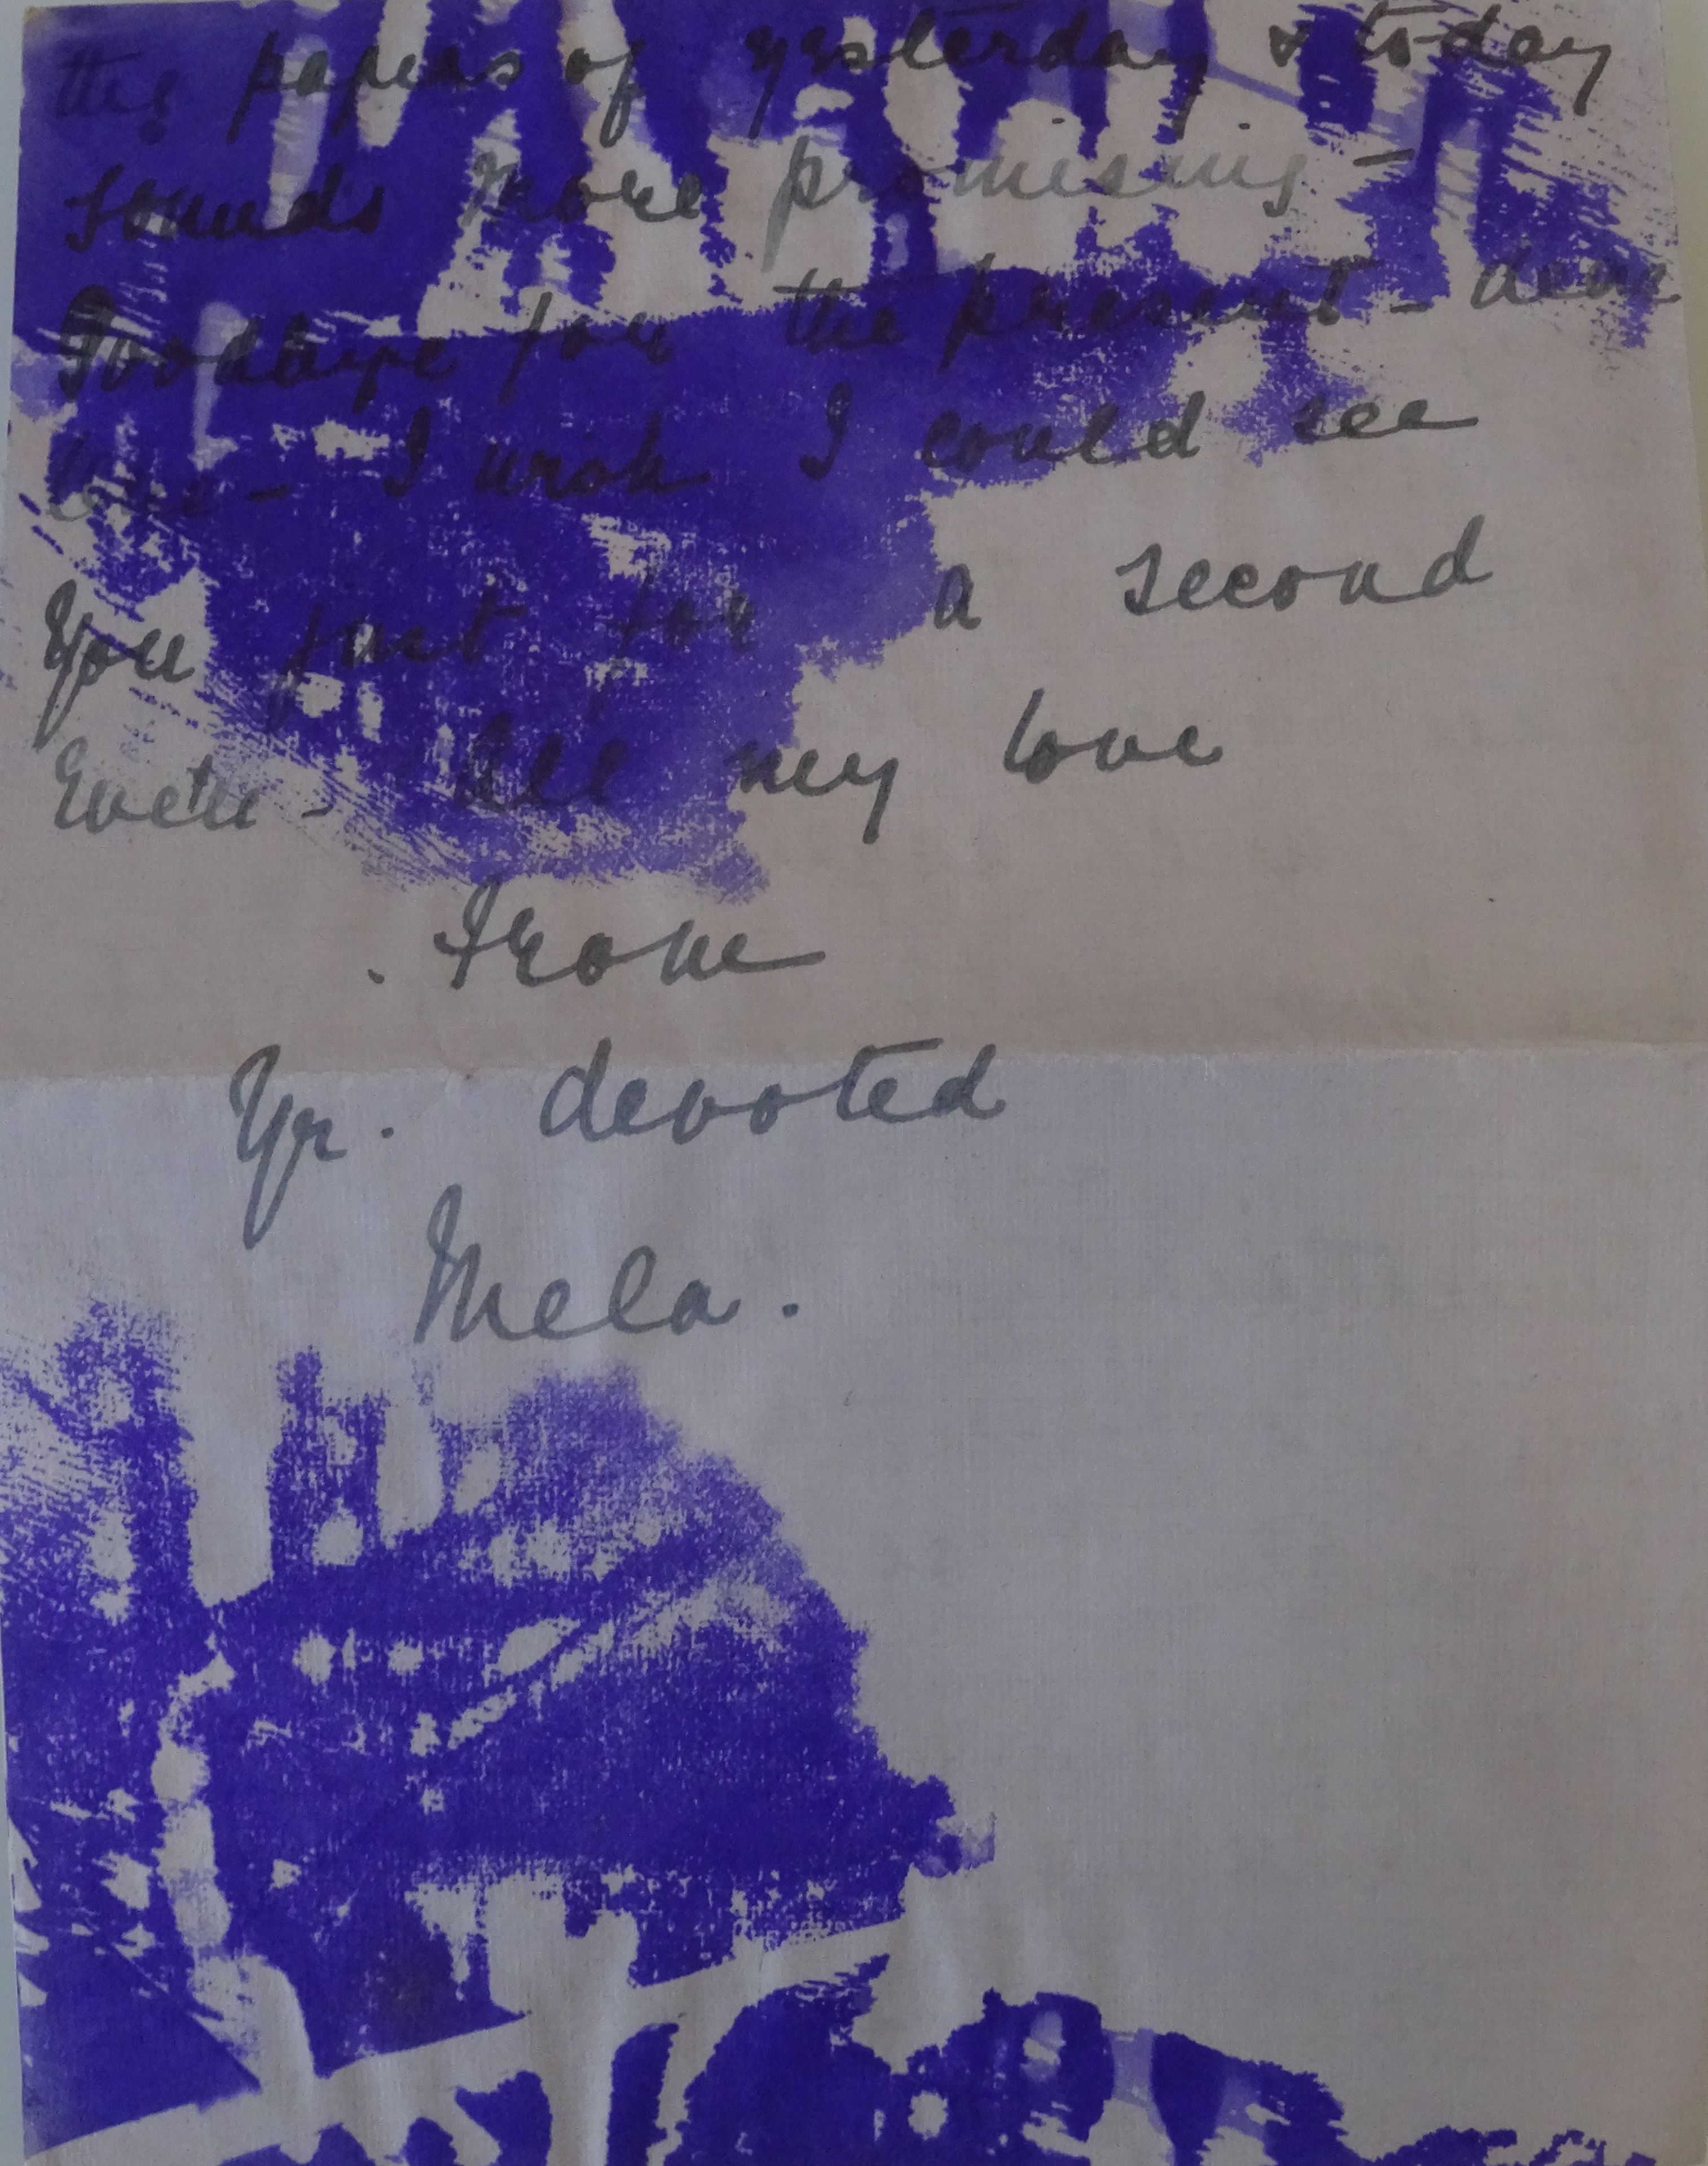 the papers of yesterday & today
sounds more promising -
Goodbye for the present - dear
love - I wish I could see
you just for a second
Even - All my love
From
Yr. devoted
Mela.